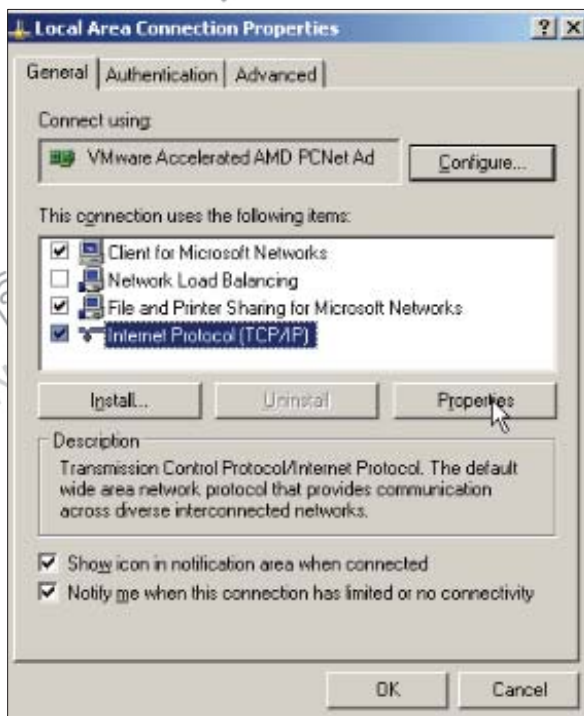 Local Area Connection Properties
General Authentication Advanced
Connect using:
VMware Accelerated AMD PCNet Ad Configure...
This connection uses the following items:
Client for Microsoft Networks
Network Load Balancing
File and Printer Sharing for Microsoft Networks
Internet Protocol (TCP/IP)
Install... Uninstall Properties
Description
Transmission Control Protocol/Internet Protocol. The default
wide area network protocol that provides communication
across diverse interconnected networks.
Show icon in notification area when connected
Notify me when this connection has limited or no connectivity
OK Cancel